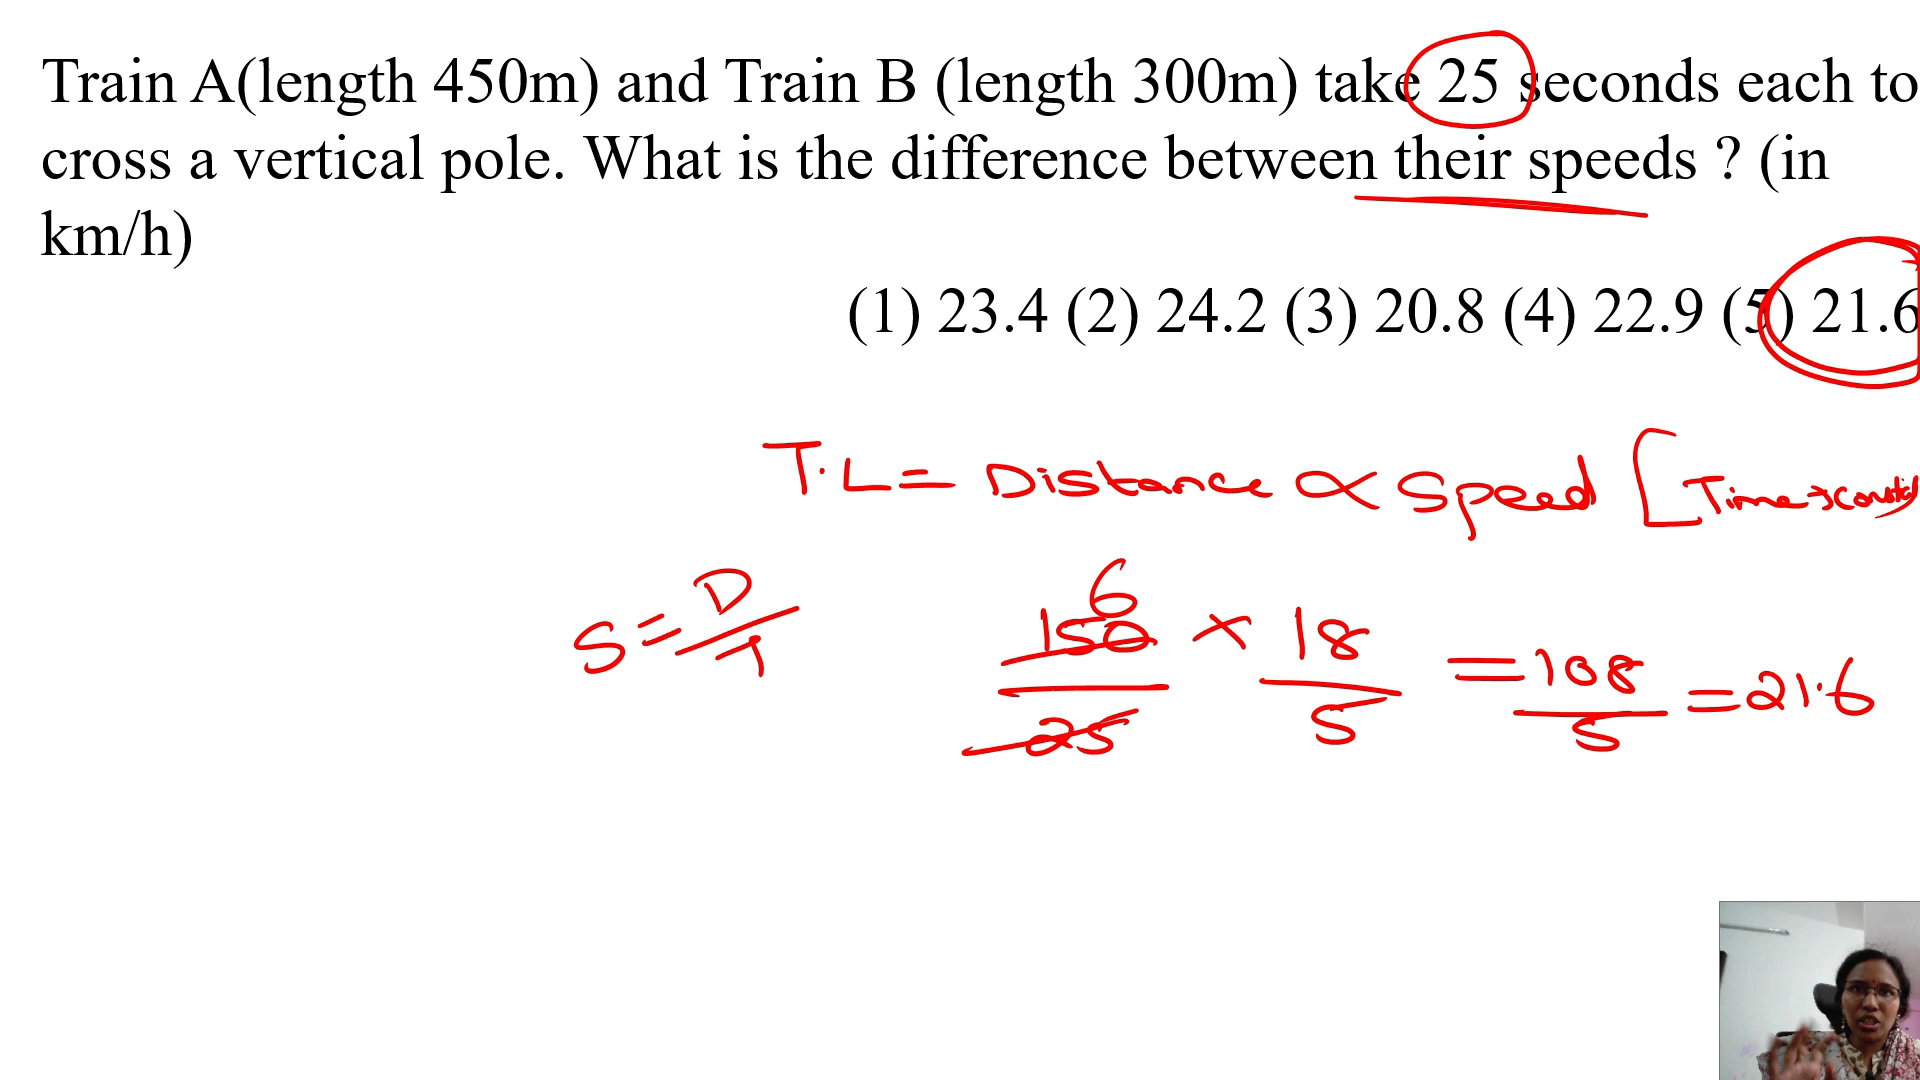 Train A(length 450m) and Train B (length 300m) take 25 seconds each to
cross a vertical pole. What is the difference between their speeds ? (in
km/h)
(1) 23.4 (2) 24.2 (3) 20.8 (4) 22.9 (5) 21.6
T.L = Distance ∝ Speed [Time→
S = D/T
6
150/25 × 18/5 = 108/5 = 21.6